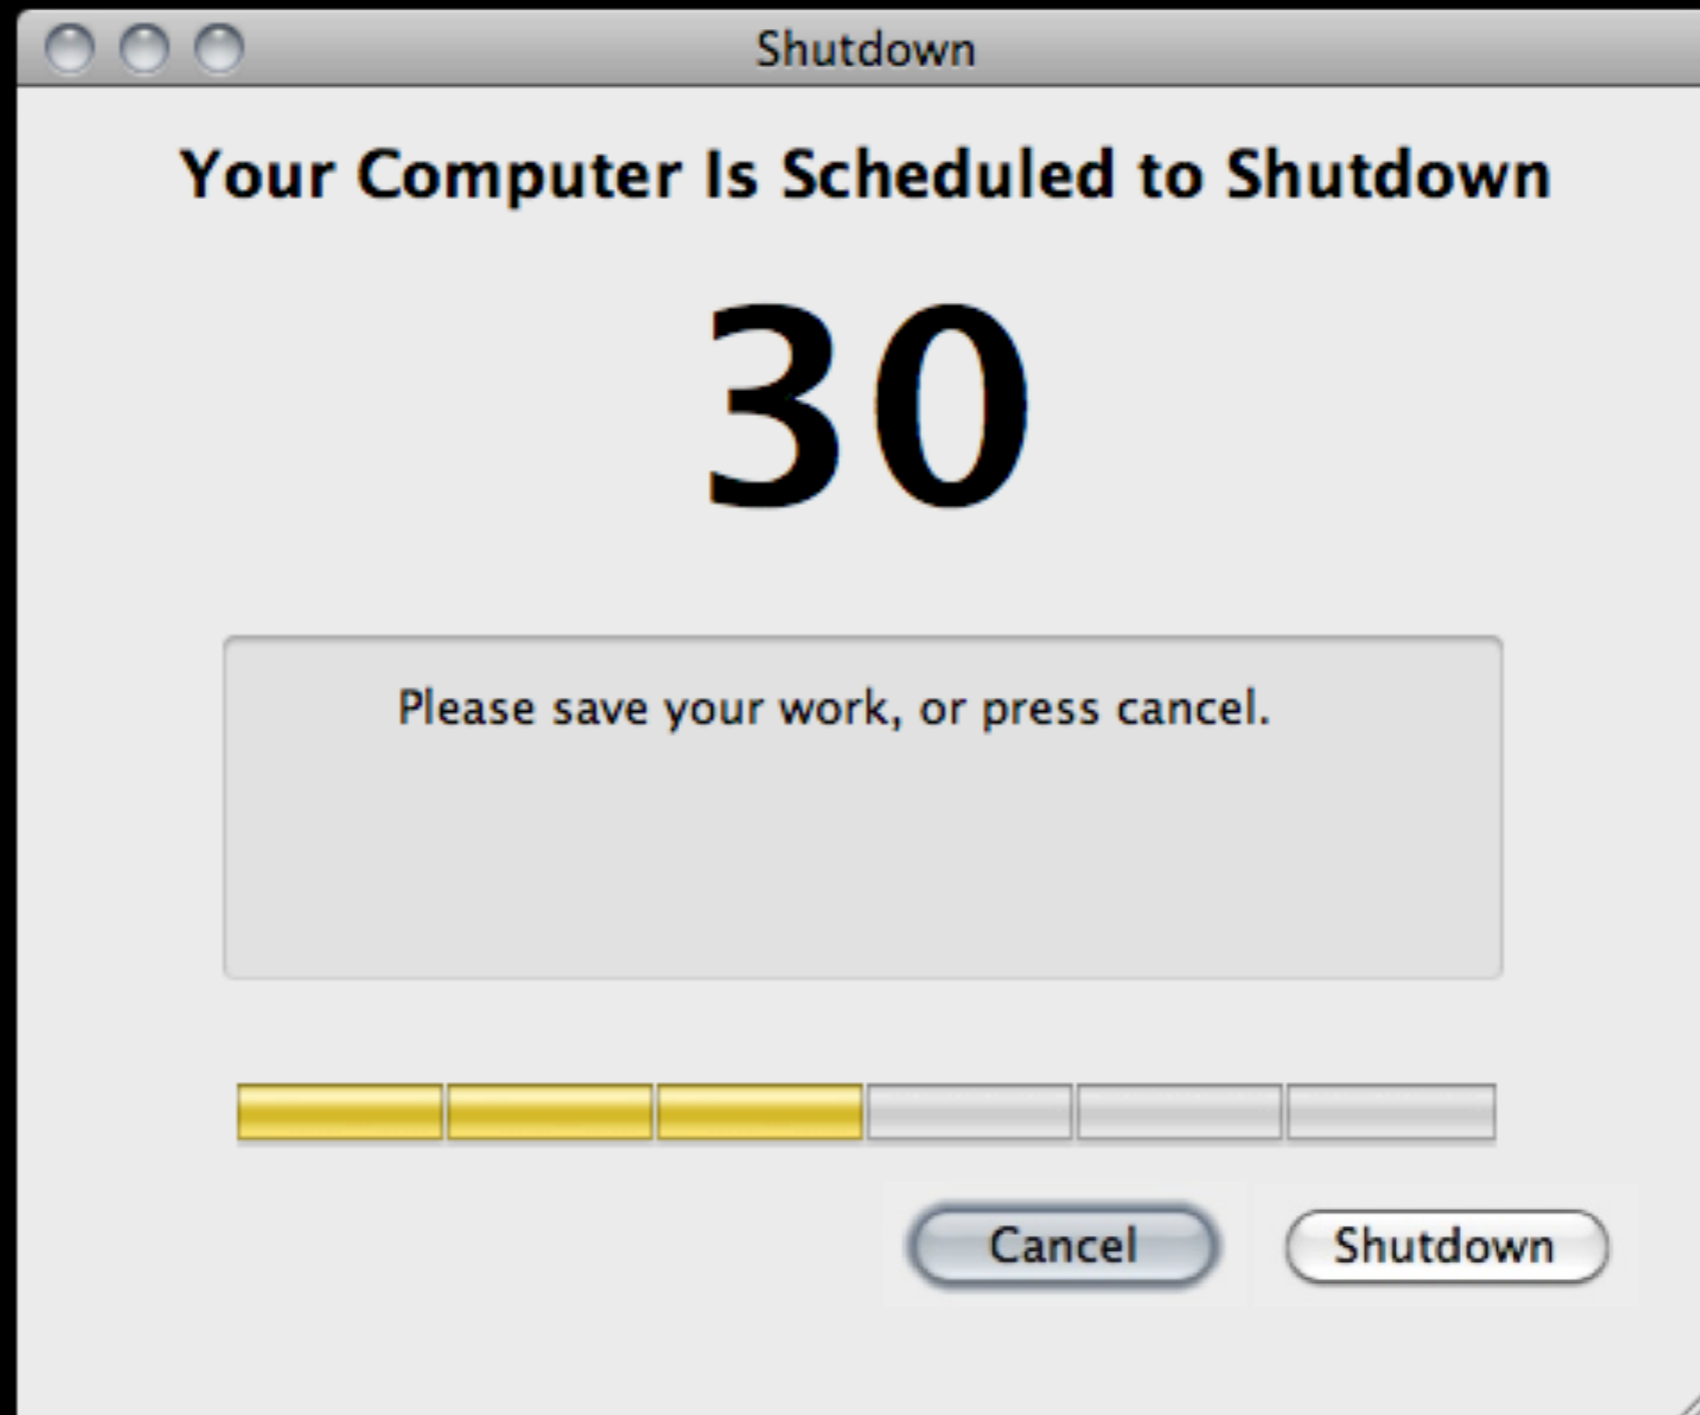 Shutdown
Your Computer Is Scheduled to Shutdown
30
Please save your work, or press cancel.
Cancel
Shutdown